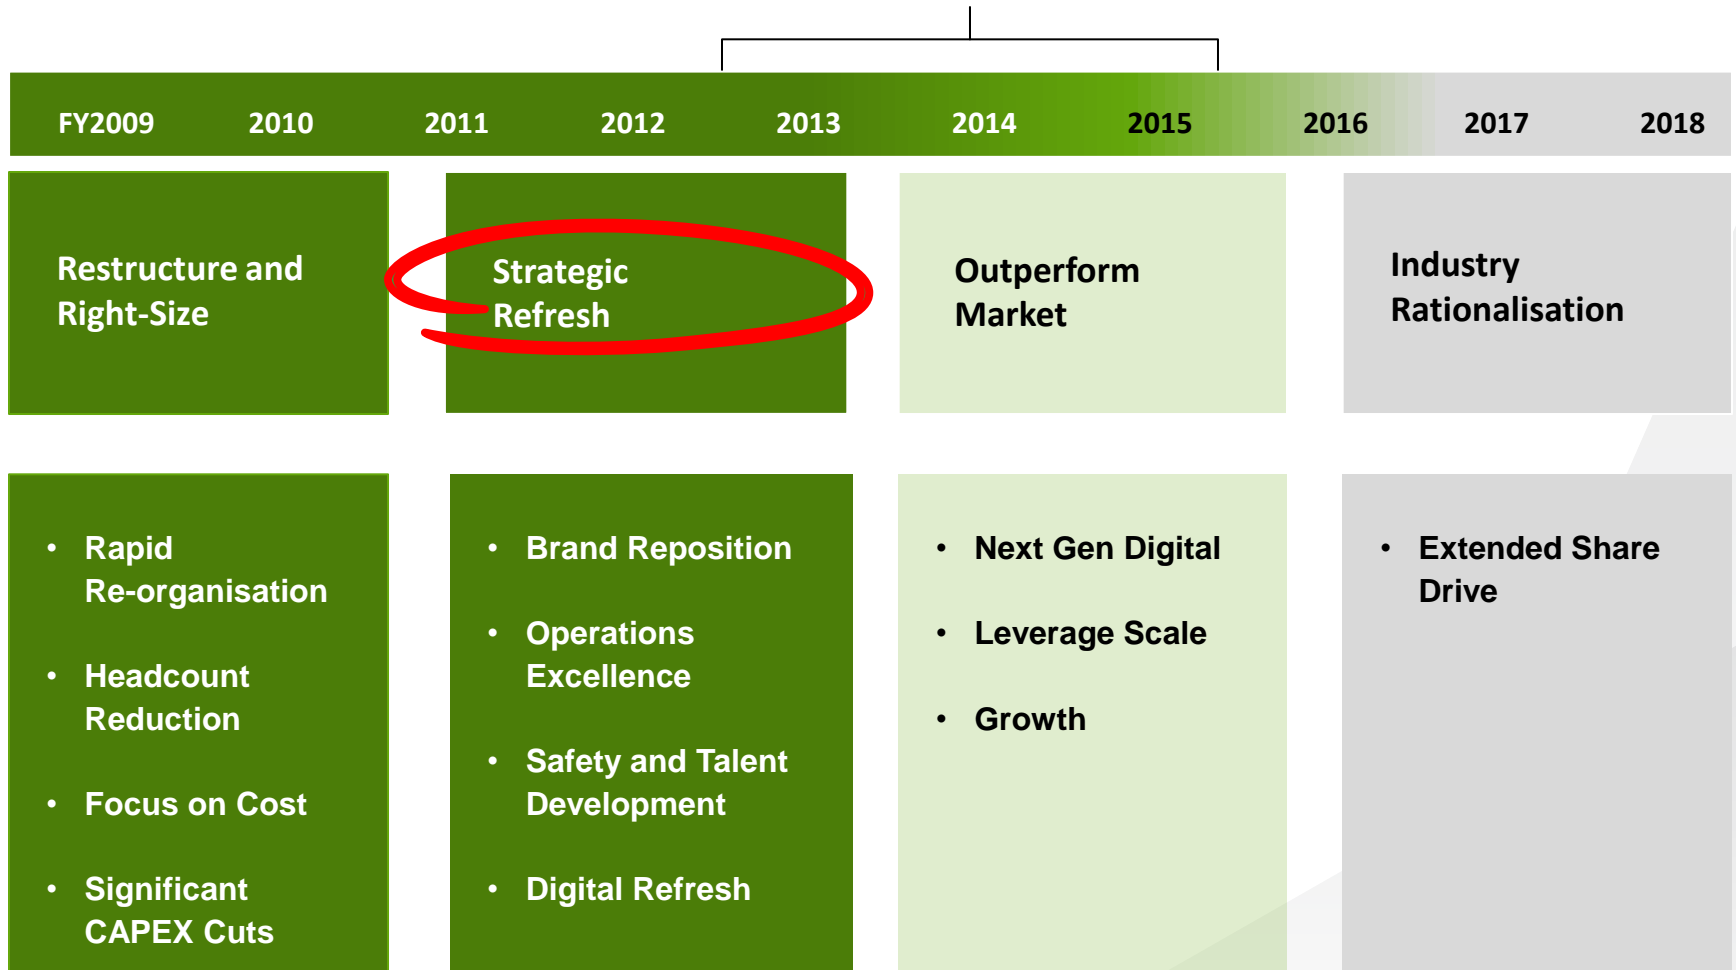 FY2009 2010 2011 2012 2013 2014 2015 2016 2017 2018
Restructure and
Right-Size
Strategic
Refresh
Outperform
Market
Industry
Rationalisation
• Rapid
Re-organisation
• Headcount
Reduction
• Focus on Cost
• Significant
CAPEX Cuts
• Brand Reposition
• Operations
Excellence
• Safety and Talent
Development
• Digital Refresh
• Next Gen Digital
• Leverage Scale
• Growth
• Extended Share
Drive